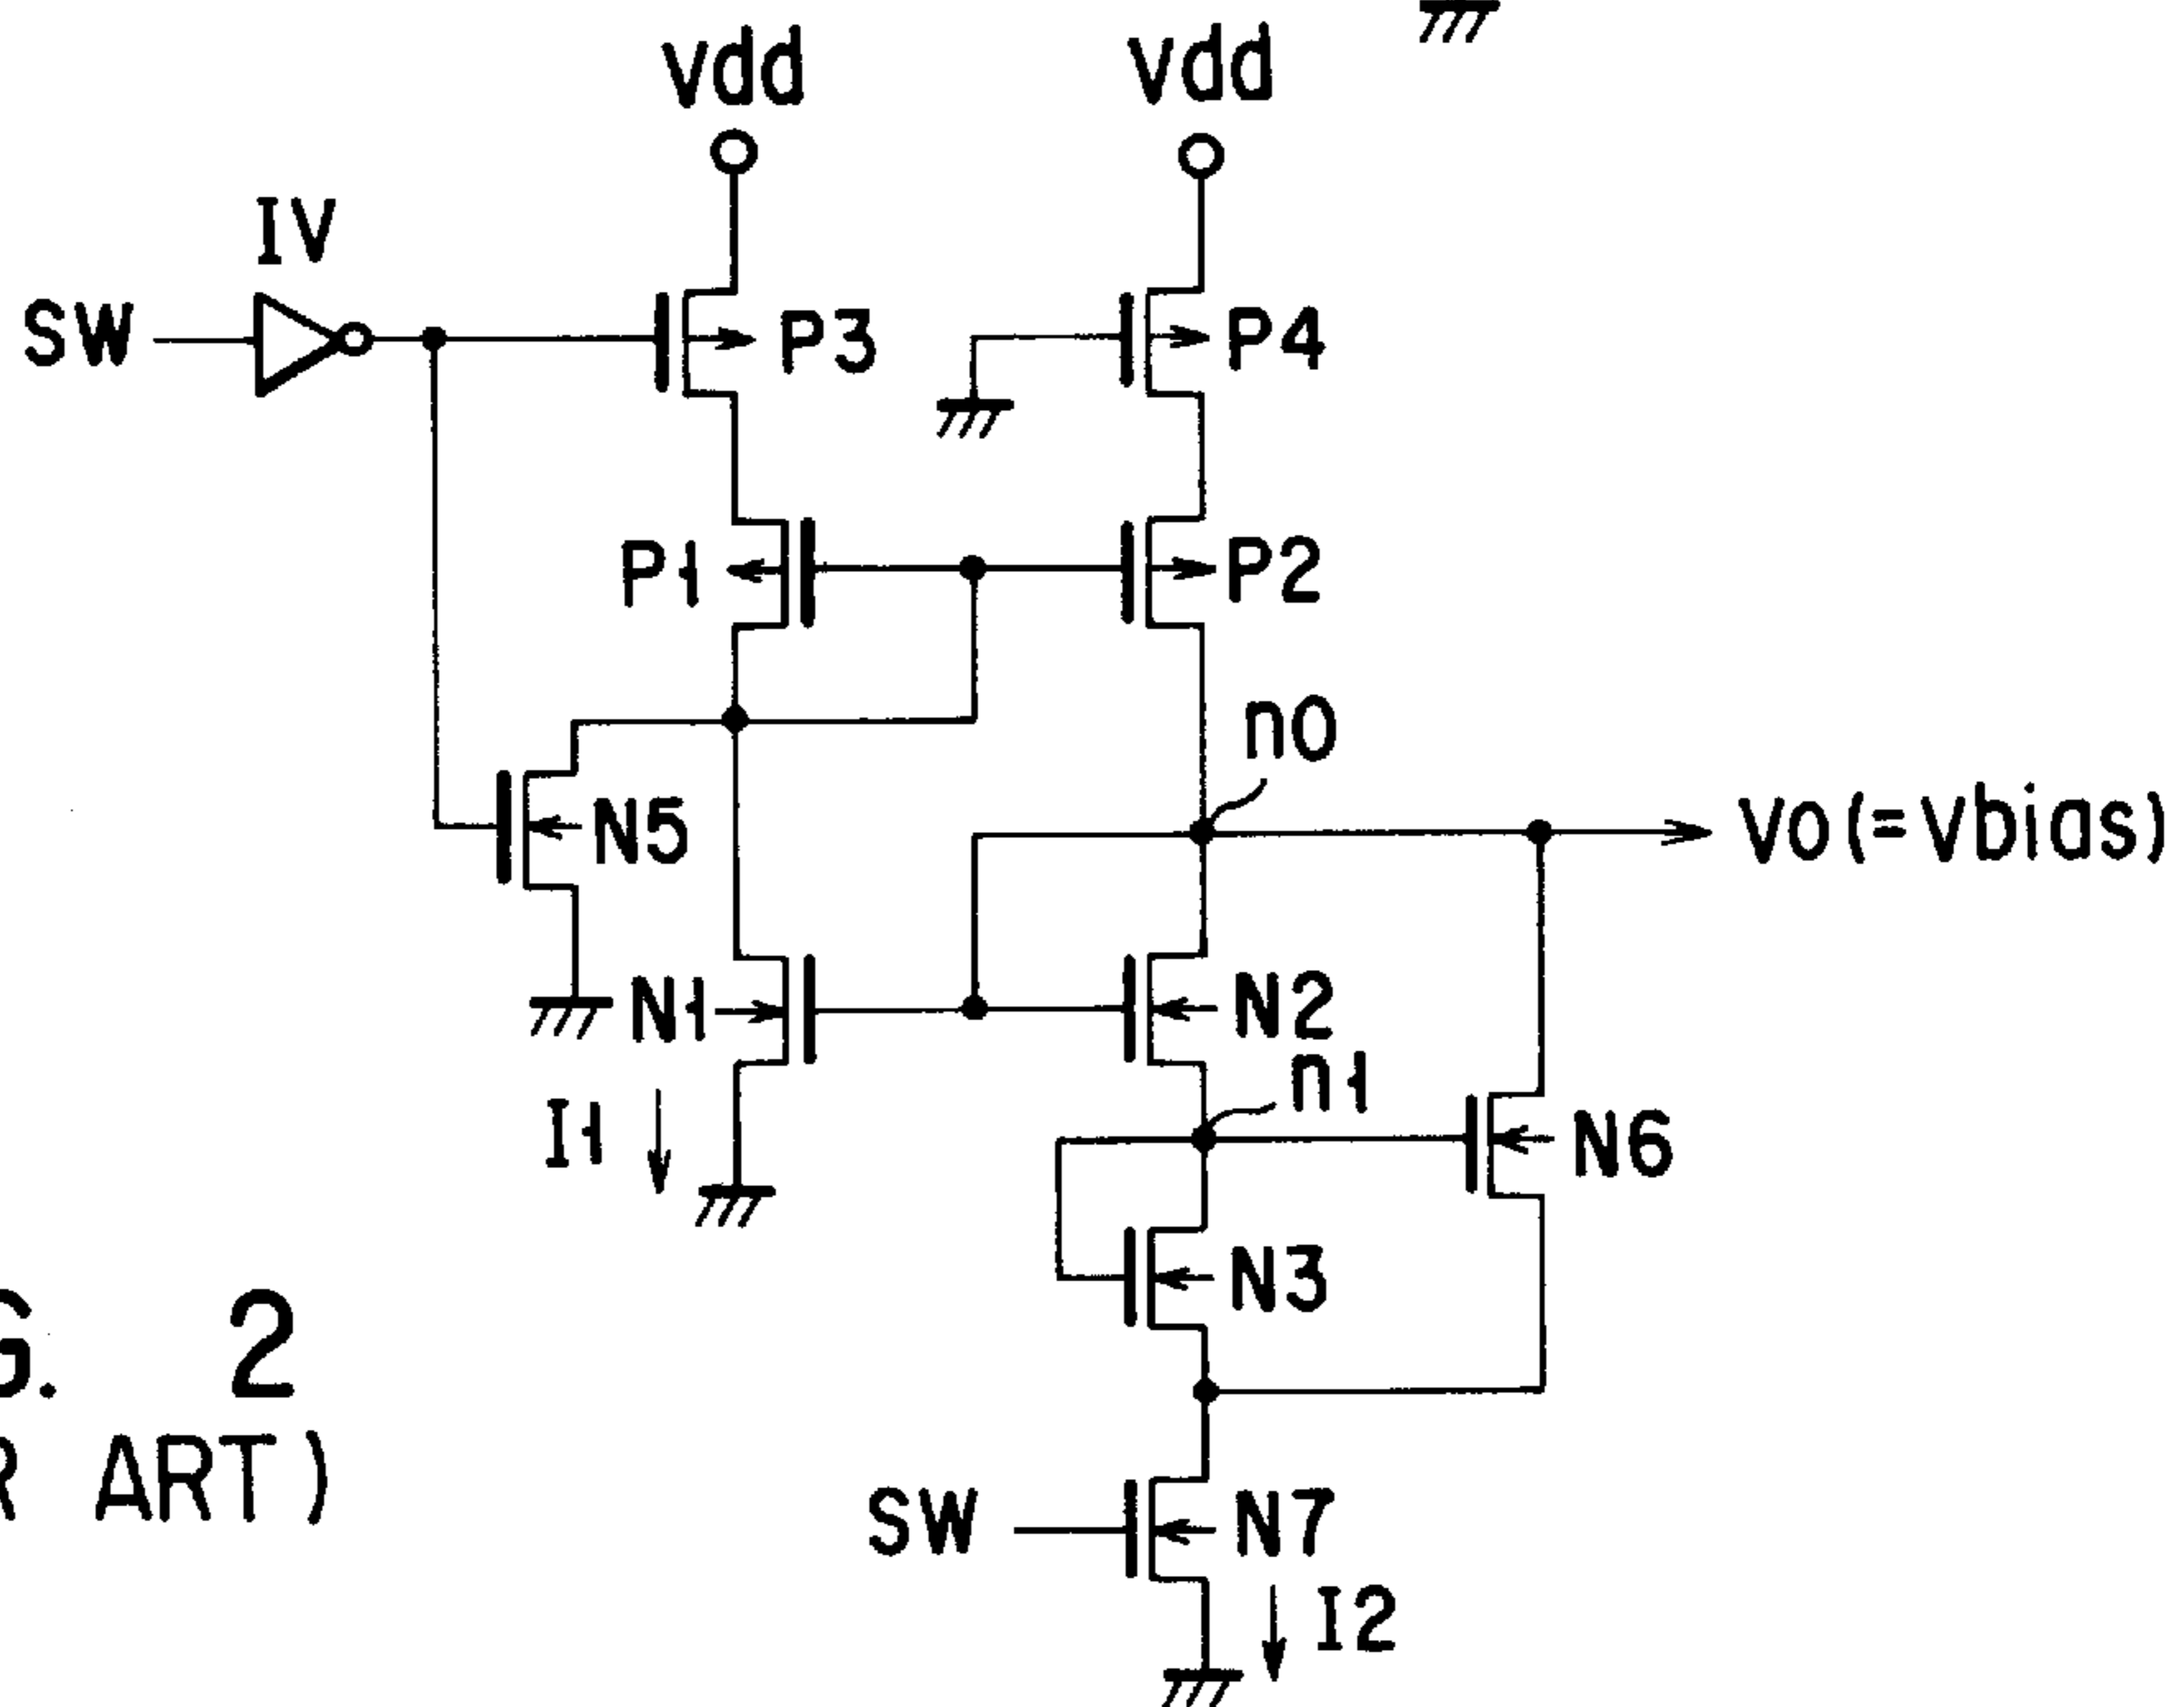 vdd
vdd
IV
SW
P3
P4
P1
P2
n0
N5
Vo(=Vbias)
N1
N2
n1
I1
N6
N3
G. 2
R ART)
SW
N7
I2